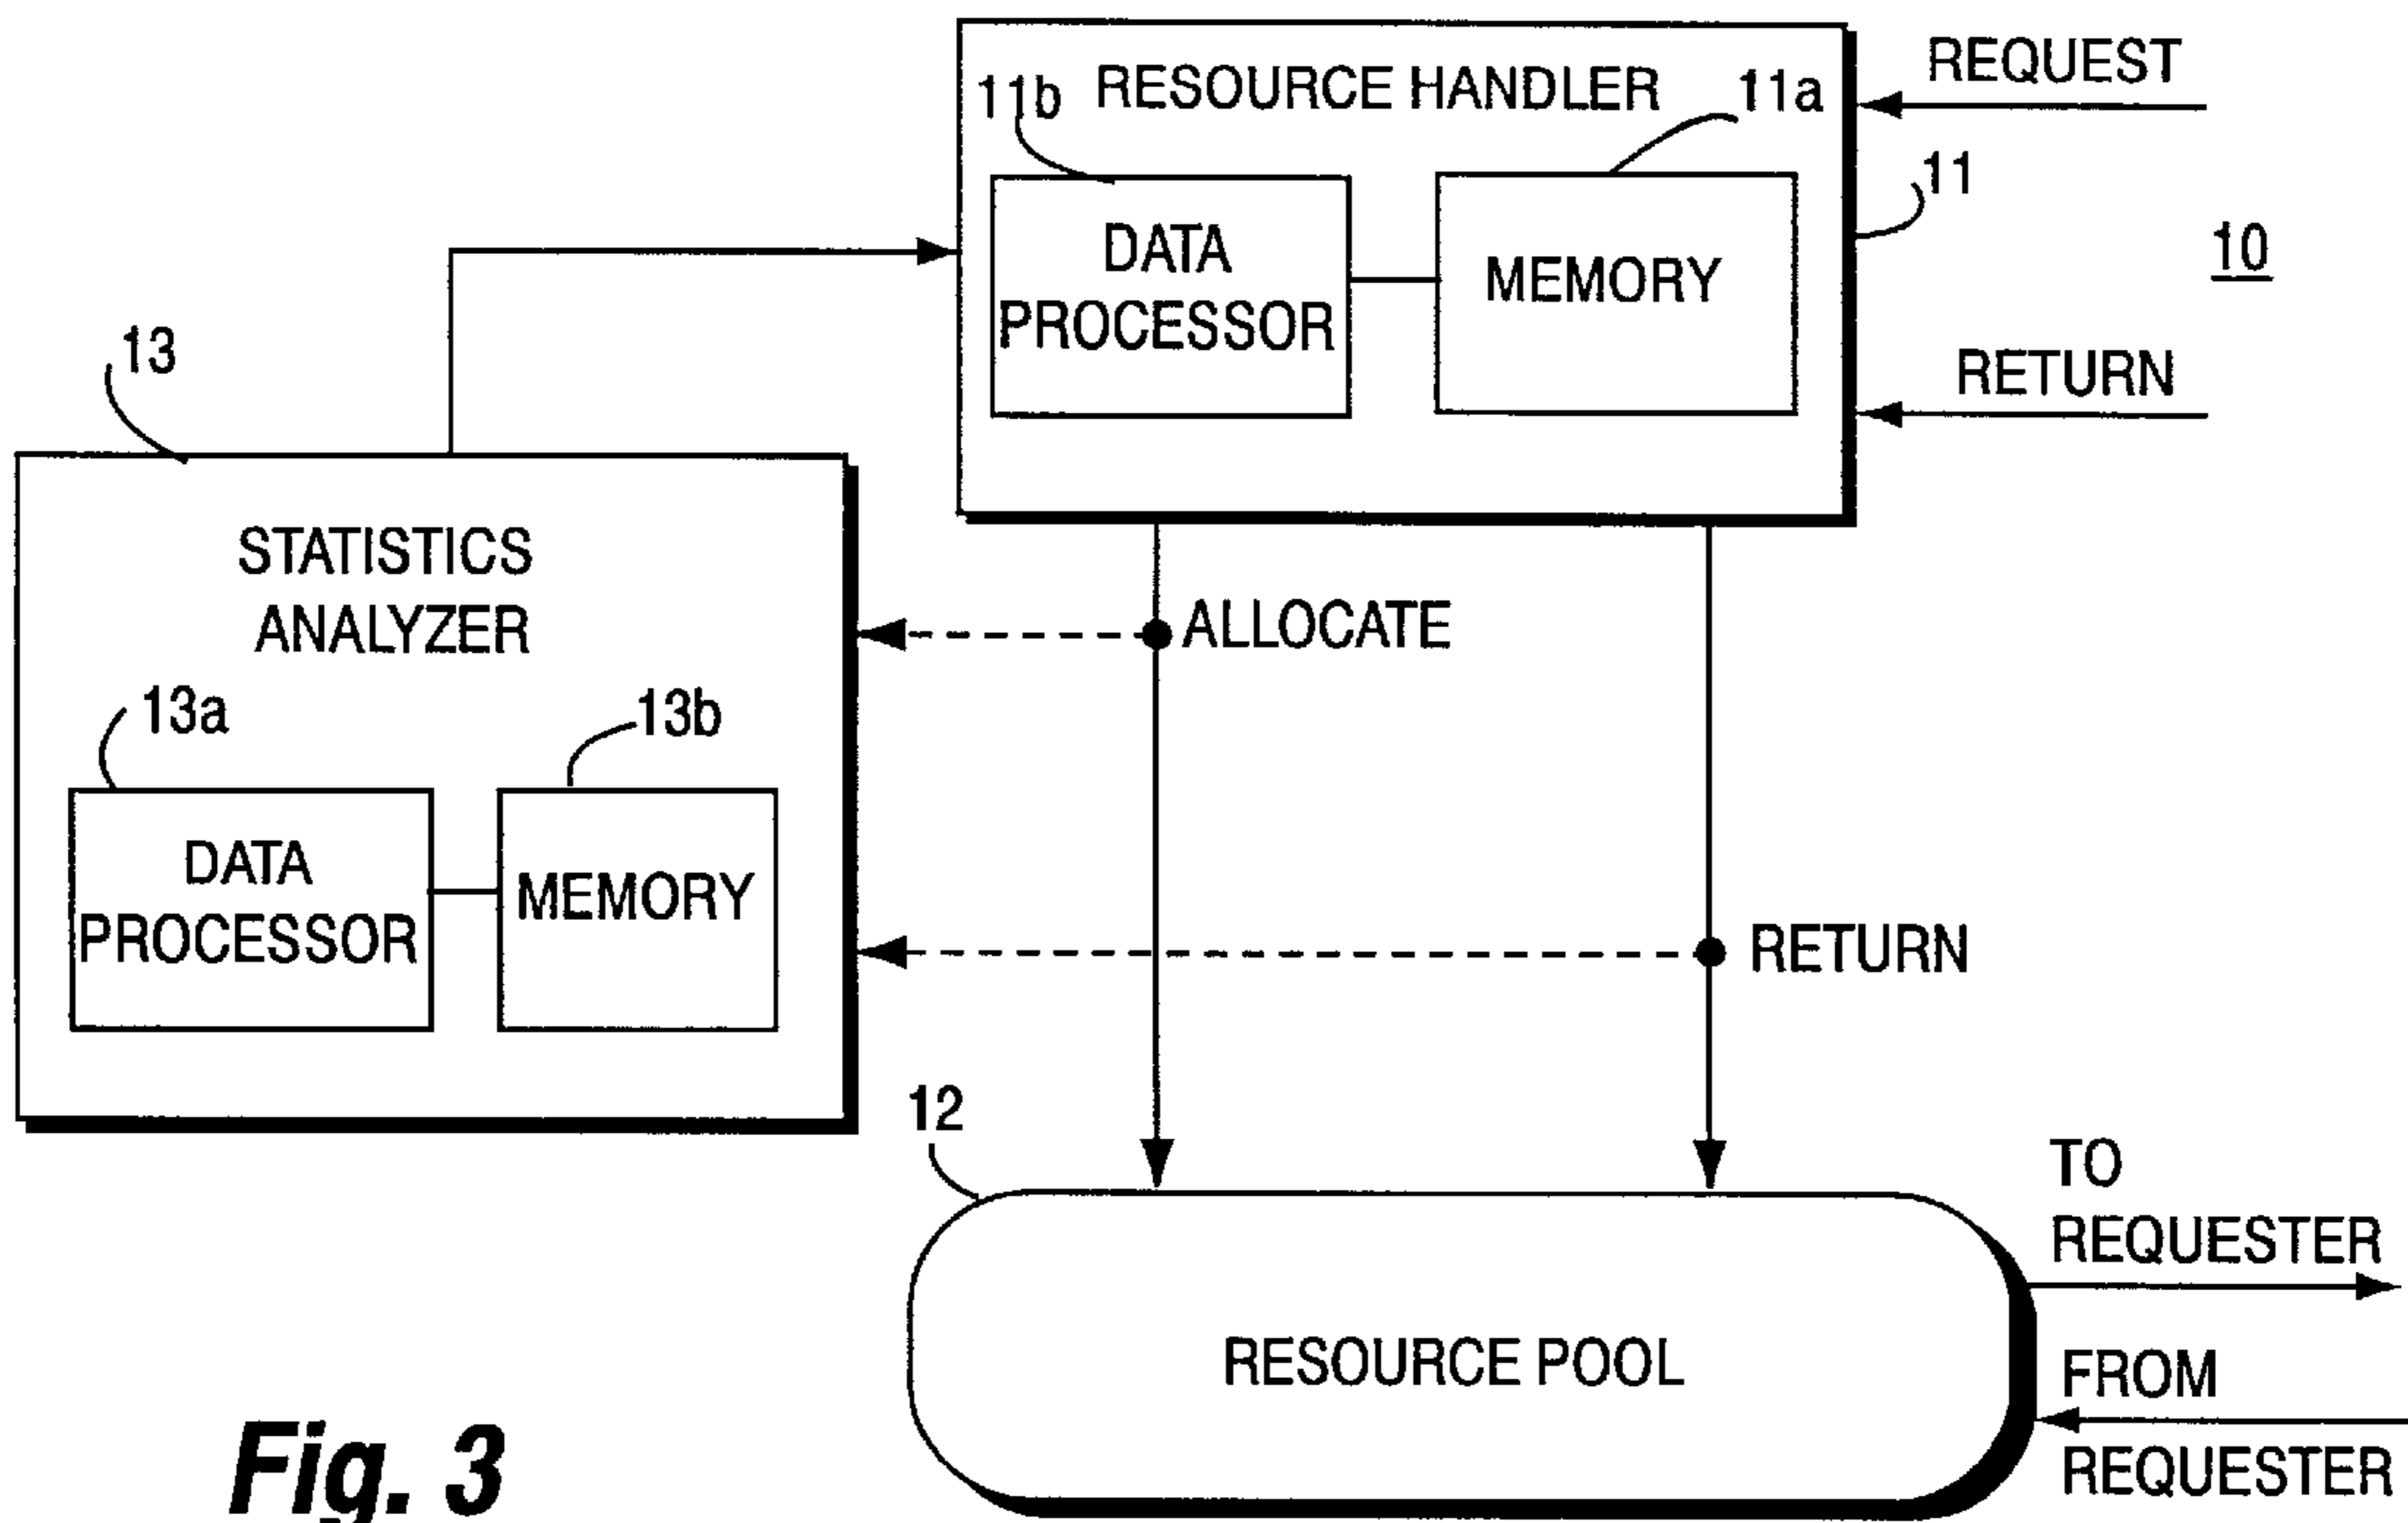 REQUEST
11b
RESOURCE HANDLER
11a
11
10
DATA
PROCESSOR
MEMORY
RETURN
13
STATISTICS
ANALYZER
ALLOCATE
13a
13b
DATA
PROCESSOR
MEMORY
RETURN
12
TO
REQUESTER
RESOURCE POOL
FROM
REQUESTER
Fig. 3